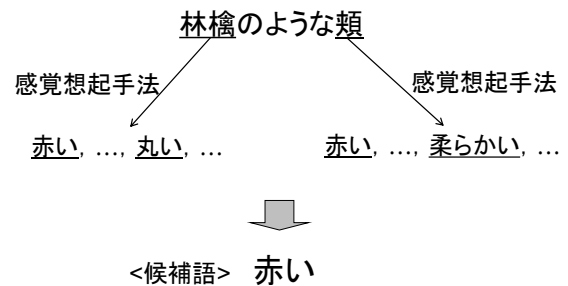 林檎のような頬
感覚想起手法 感覚想起手法
赤い, …, 丸い, … 赤い, …, 柔らかい, …
<候補語> 赤い